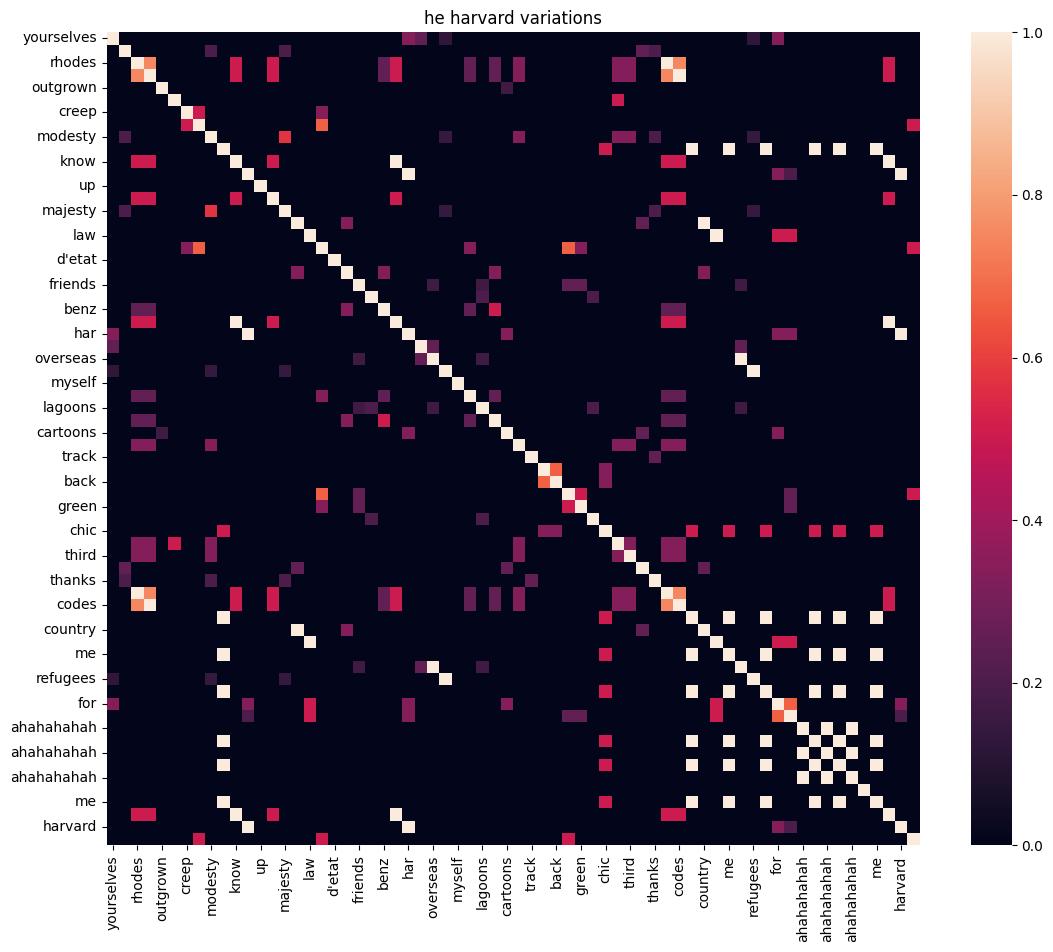 he harvard variations
yourselves
rhodes
outgrown
creep
modesty
know
up
majesty
law
d'etat
friends
benz
har
overseas
myself
lagoons
cartoons
track
back
green
chic
third
thanks
codes
country
me
refugees
for
ahahahahah
ahahahahah
ahahahahah
me
harvard
yourselves
rhodes
outgrown
creep
modesty
know
up
majesty
law
d'etat
friends
benz
har
overseas
myself
lagoons
cartoons
track
back
green
chic
third
thanks
codes
country
me
refugees
for
ahahahahah
ahahahahah
ahahahahah
me
harvard
1.0
0.8
0.6
0.4
0.2
0.0